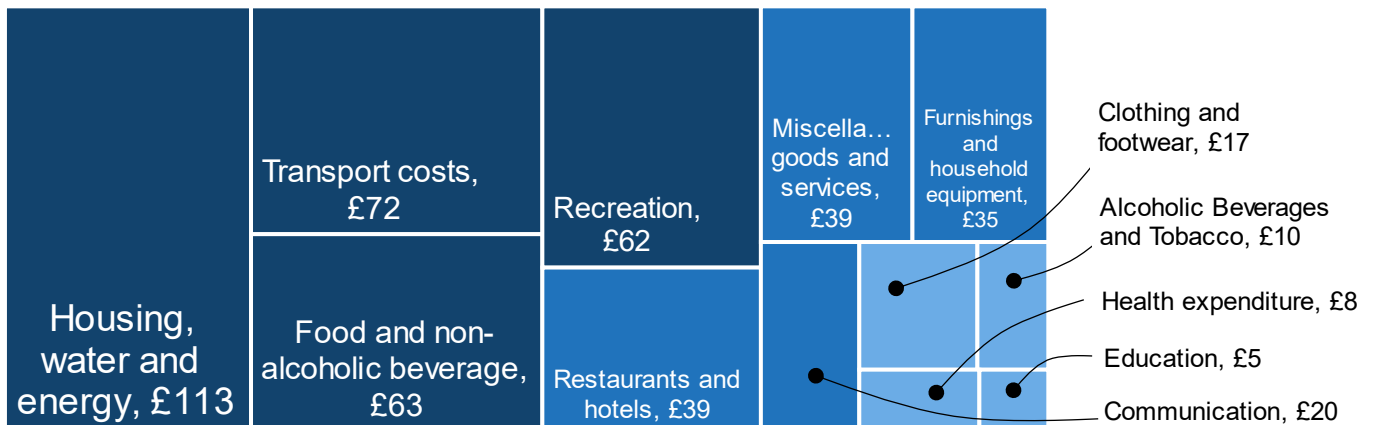 Housing,
water and
energy, £113
Transport costs,
£72
Food and non-
alcoholic beverage,
£63
Recreation,
£62
Restaurants and
hotels, £39
Miscella…
goods and
services,
£39
Furnishings
and
household
equipment,
£35
Clothing and
footwear, £17
Alcoholic Beverages
and Tobacco, £10
Health expenditure, £8
Education, £5
Communication, £20